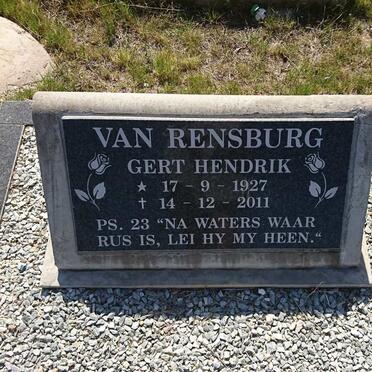 VAN RENSBURG
GERT HENDRIK
★ 17 - 9 - 1927
✝ 14 - 12 - 2011
PS. 23 "NA WATERS WAAR
RUS IS, LEI HY MY HEEN."